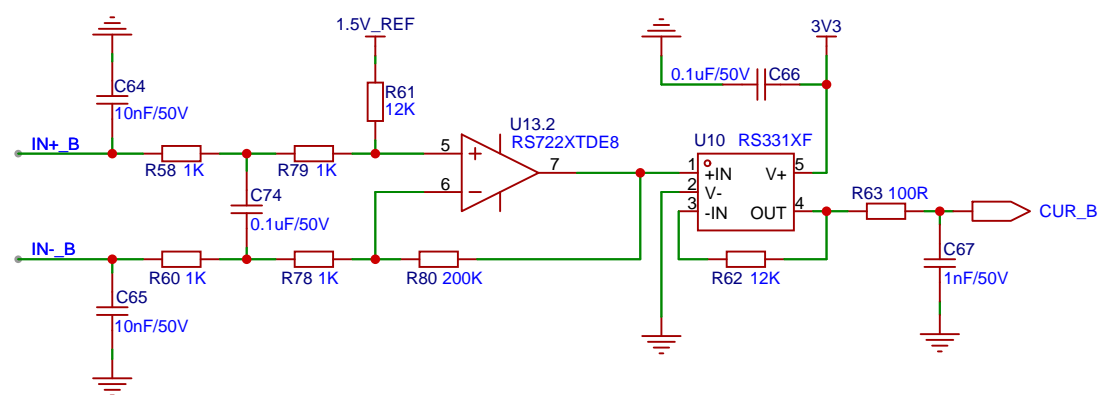 1.5V_REF
3V3
C64
10nF/50V
R61
12K
0.1uF/50V
C66
IN+_B
R58 1K
R79 1K
5
6
7
U13.2
RS722XTDE8
U10 RS331XF
1
2
3
+IN
V-
-IN
V+
OUT
5
4
R63 100R
CUR_B
C74
0.1uF/50V
IN-_B
R60 1K
R78 1K
R80 200K
R62 12K
C67
1nF/50V
C65
10nF/50V